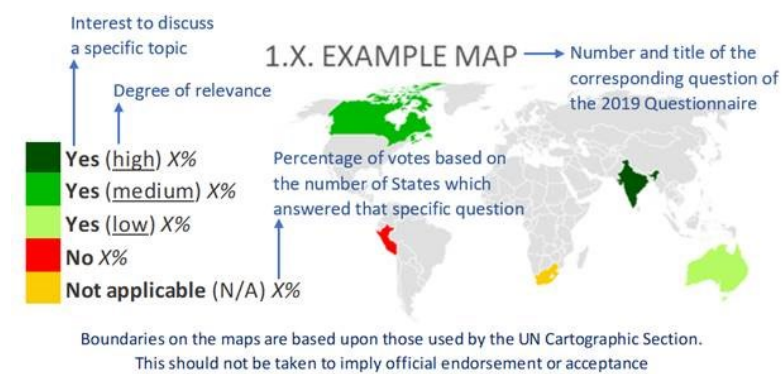 Interest to discuss
a specific topic
1.X. EXAMPLE MAP
Number and title of the
corresponding question of
the 2019 Questionnaire
Degree of relevance
Yes (high) X%
Yes (medium) X%
Yes (low) X%
No X%
Not applicable (N/A) X%
Percentage of votes based on
the number of States which
answered that specific question
Boundaries on the maps are based upon those used by the UN Cartographic Section.
This should not be taken to imply official endorsement or acceptance